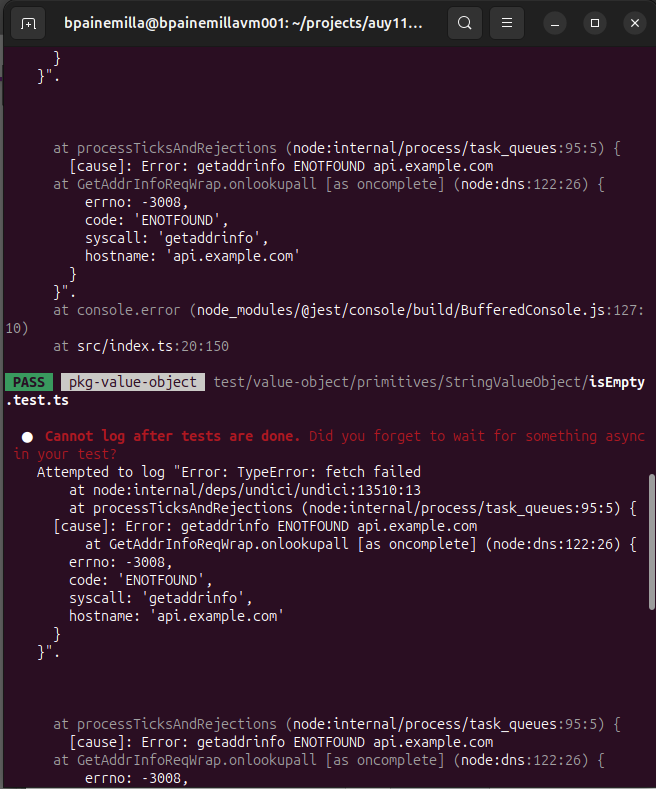 bpainemilla@bpainemillavm001: ~/projects/auy11...
}
}".
at processTicksAndRejections (node:internal/process/task_queues:95:5) {
[cause]: Error: getaddrinfo ENOTFOUND api.example.com
at GetAddrInfoReqWrap.onlookupall [as oncomplete] (node:dns:122:26) {
errno: -3008,
code: 'ENOTFOUND',
syscall: 'getaddrinfo',
hostname: 'api.example.com'
}
}".
at console.error (node_modules/@jest/console/build/BufferedConsole.js:127:
10)
at src/index.ts:20:150
PASS pkg-value-object test/value-object/primitives/StringValueObject/isEmpty
.test.ts
● Cannot log after tests are done. Did you forget to wait for something async
in your test?
Attempted to log "Error: TypeError: fetch failed
at node:internal/deps/undici/undici:13510:13
at processTicksAndRejections (node:internal/process/task_queues:95:5) {
[cause]: Error: getaddrinfo ENOTFOUND api.example.com
at GetAddrInfoReqWrap.onlookupall [as oncomplete] (node:dns:122:26) {
errno: -3008,
code: 'ENOTFOUND',
syscall: 'getaddrinfo',
hostname: 'api.example.com'
}
}".
at processTicksAndRejections (node:internal/process/task_queues:95:5) {
[cause]: Error: getaddrinfo ENOTFOUND api.example.com
at GetAddrInfoReqWrap.onlookupall [as oncomplete] (node:dns:122:26) {
errno: -3008,